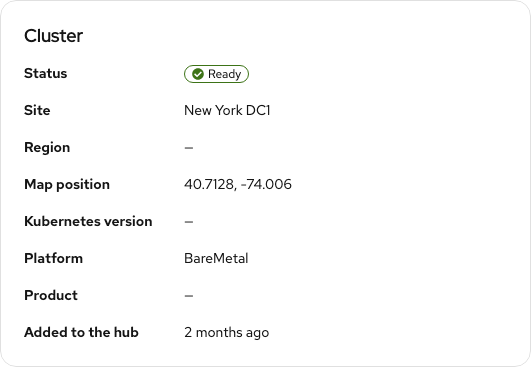 Cluster
Status Ready
Site New York DC1
Region –
Map position 40.7128, -74.006
Kubernetes version –
Platform BareMetal
Product –
Added to the hub 2 months ago